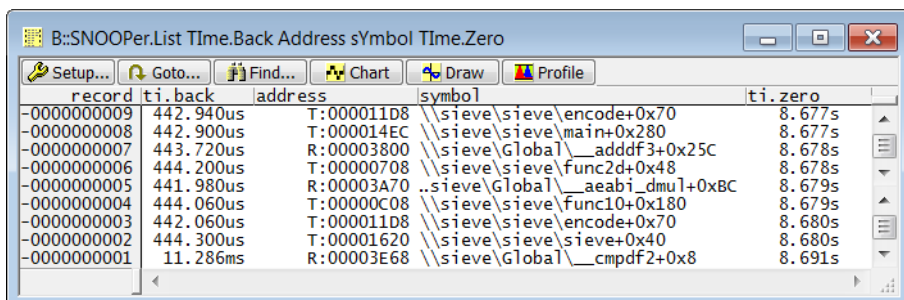 B::SNOOPer.List TIme.Back Address sYmbol TIme.Zero
Setup... Goto... Find... Chart Draw Profile
record ti.back address symbol ti.zero
-0000000009 442.940us T:000011D8 \\sieve\sieve\encode+0x70 8.677s
-0000000008 442.900us T:000014EC \\sieve\sieve\main+0x280 8.677s
-0000000007 443.720us R:00003800 \\sieve\Global\__adddf3+0x25C 8.678s
-0000000006 444.200us T:00000708 \\sieve\sieve\func2d+0x48 8.678s
-0000000005 441.980us R:00003A70 ..sieve\Global\__aeabi_dmul+0xBC 8.679s
-0000000004 444.060us T:00000C08 \\sieve\sieve\func10+0x180 8.679s
-0000000003 442.060us T:000011D8 \\sieve\sieve\encode+0x70 8.680s
-0000000002 444.300us T:00001620 \\sieve\sieve\sieve+0x40 8.680s
-0000000001 11.286ms R:00003E68 \\sieve\Global\__cmpdf2+0x8 8.691s